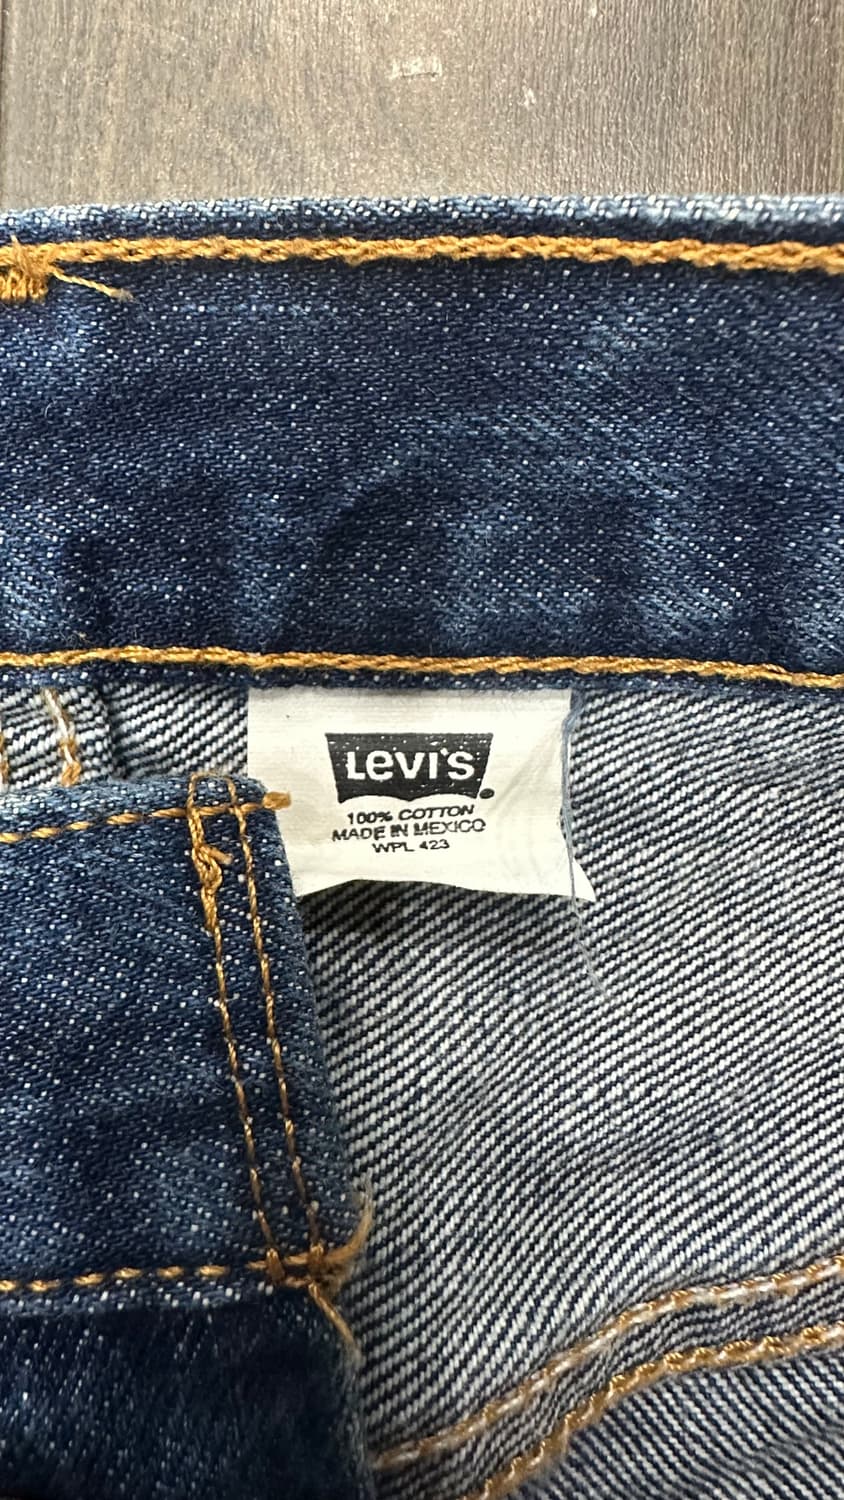 Levi's
100% COTTON
MADE IN MEXICO
WPL 423